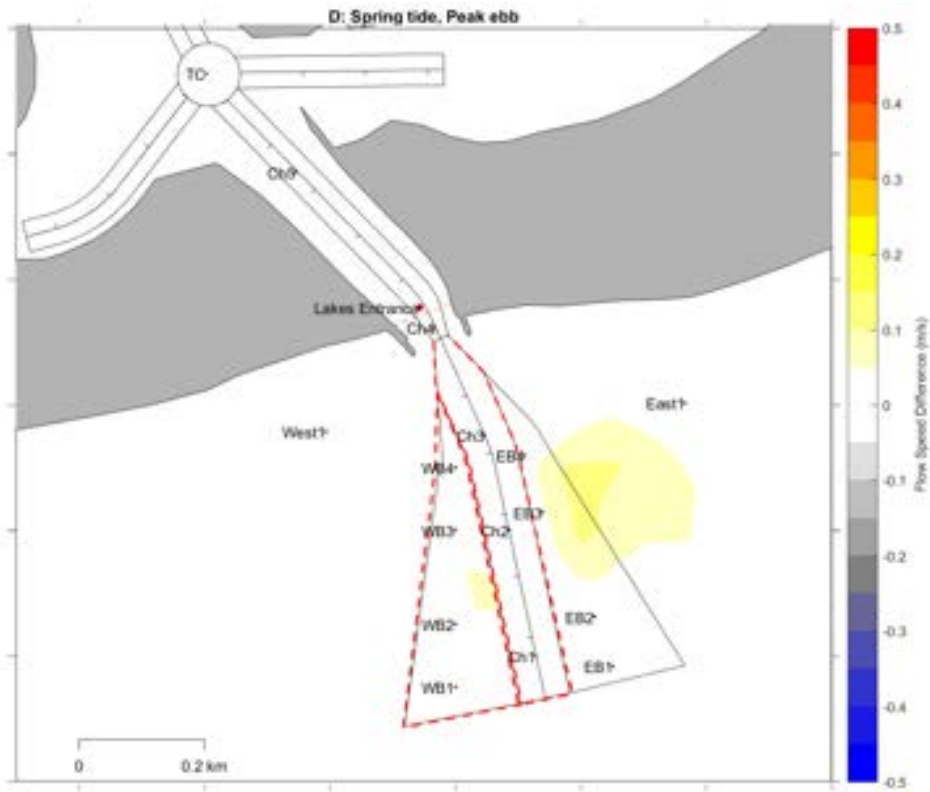 D: Spring tide, Peak ebb
TO
Ch5
Lakes Entrance
Ch4
East1
West1
Ch3
EB4
WB4
EB3
WB3
Ch2
EB2
WB2
Ch1
EB1
WB1
0
0.2 km
0.5
0.4
0.3
0.2
0.1
0
-0.1
-0.2
-0.3
-0.4
-0.5
Flow Speed Difference (m/s)